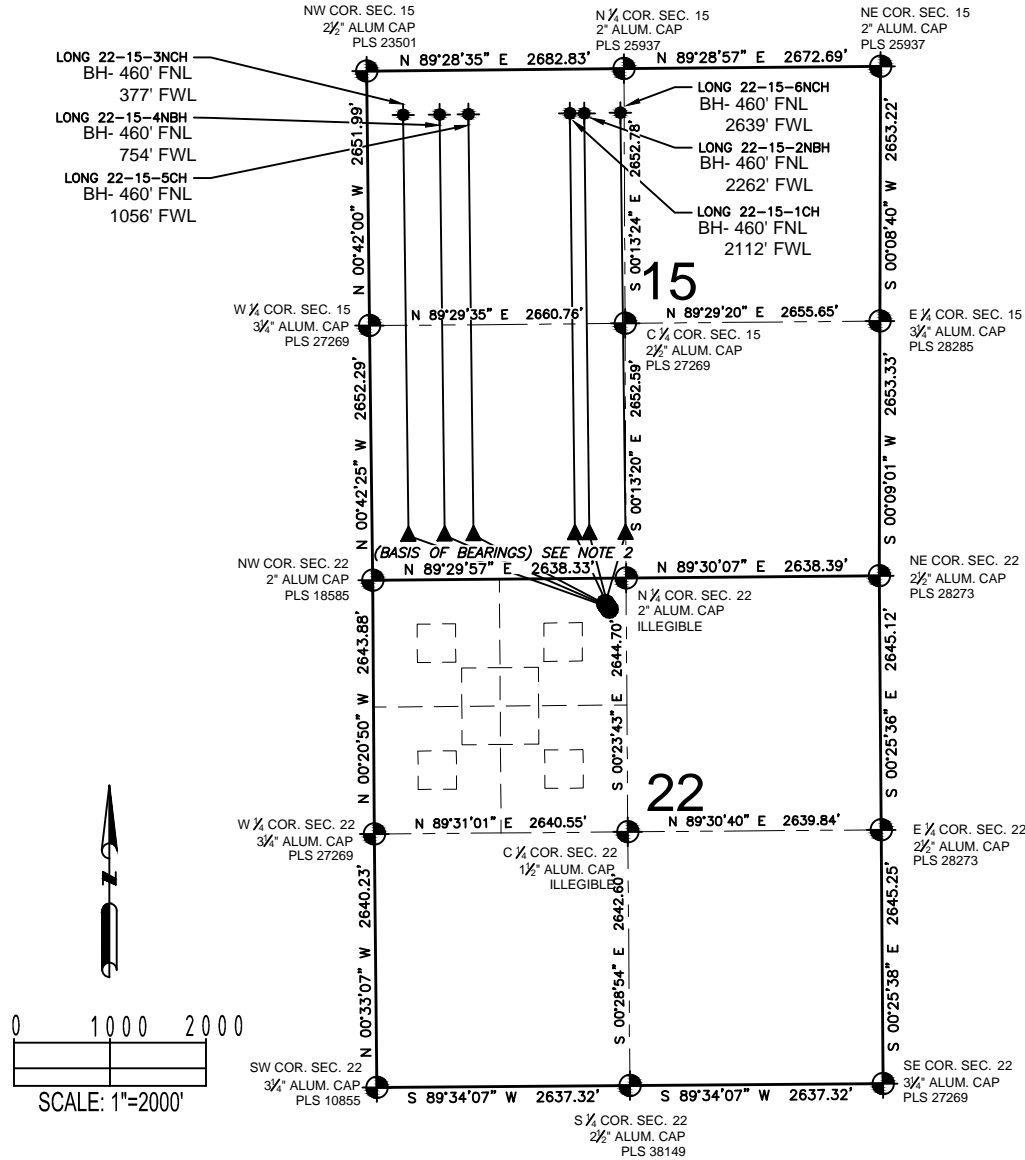 NW COR. SEC. 15
2½" ALUM CAP
PLS 23501
N ¼ COR. SEC. 15
2" ALUM. CAP
PLS 25937
NE COR. SEC. 15
2" ALUM. CAP
PLS 25937
N 89°28'35" E 2682.83'
N 89°28'57" E 2672.69'
LONG 22-15-3NCH
BH- 460' FNL
377' FWL
LONG 22-15-4NBH
BH- 460' FNL
754' FWL
LONG 22-15-5CH
BH- 460' FNL
1056' FWL
LONG 22-15-6NCH
BH- 460' FNL
2639' FWL
LONG 22-15-2NBH
BH- 460' FNL
2262' FWL
LONG 22-15-1CH
BH- 460' FNL
2112' FWL
N 00°42'00" W 2651.99'
S 00°13'24" E 2652.78'
S 00°08'40" W 2653.22'
15
W ¼ COR. SEC. 15
3¼" ALUM. CAP
PLS 27269
N 89°29'35" E 2660.76'
N 89°29'20" E 2655.65'
C ¼ COR. SEC. 15
2½" ALUM. CAP
PLS 27269
E ¼ COR. SEC. 15
3¼" ALUM. CAP
PLS 28285
N 00°42'25" W 2652.29'
S 00°13'20" E 2652.59'
S 00°09'01" W 2653.33'
(BASIS OF BEARINGS) SEE NOTE 2
NW COR. SEC. 22
2" ALUM CAP
PLS 18585
N 89°29'57" E 2638.33'
N 89°30'07" E 2638.39'
N ¼ COR. SEC. 22
2" ALUM. CAP
ILLEGIBLE
NE COR. SEC. 22
2½" ALUM. CAP
PLS 28273
N 00°20'50" W 2643.88'
S 00°23'43" E 2644.70'
S 00°25'36" E 2645.12'
22
W ¼ COR. SEC. 22
3¼" ALUM. CAP
PLS 27269
N 89°31'01" E 2640.55'
N 89°30'40" E 2639.84'
C ¼ COR. SEC. 22
1½" ALUM. CAP
ILLEGIBLE
E ¼ COR. SEC. 22
2½" ALUM. CAP
PLS 28273
N 00°33'07" W 2640.23'
S 00°28'54" E 2642.60'
S 00°25'38" E 2645.25'
N
0 1000 2000
SCALE: 1"=2000'
SW COR. SEC. 22
3¼" ALUM. CAP
PLS 10855
S 89°34'07" W 2637.32'
S 89°34'07" W 2637.32'
S ¼ COR. SEC. 22
2½" ALUM. CAP
PLS 38149
SE COR. SEC. 22
3¼" ALUM. CAP
PLS 27269